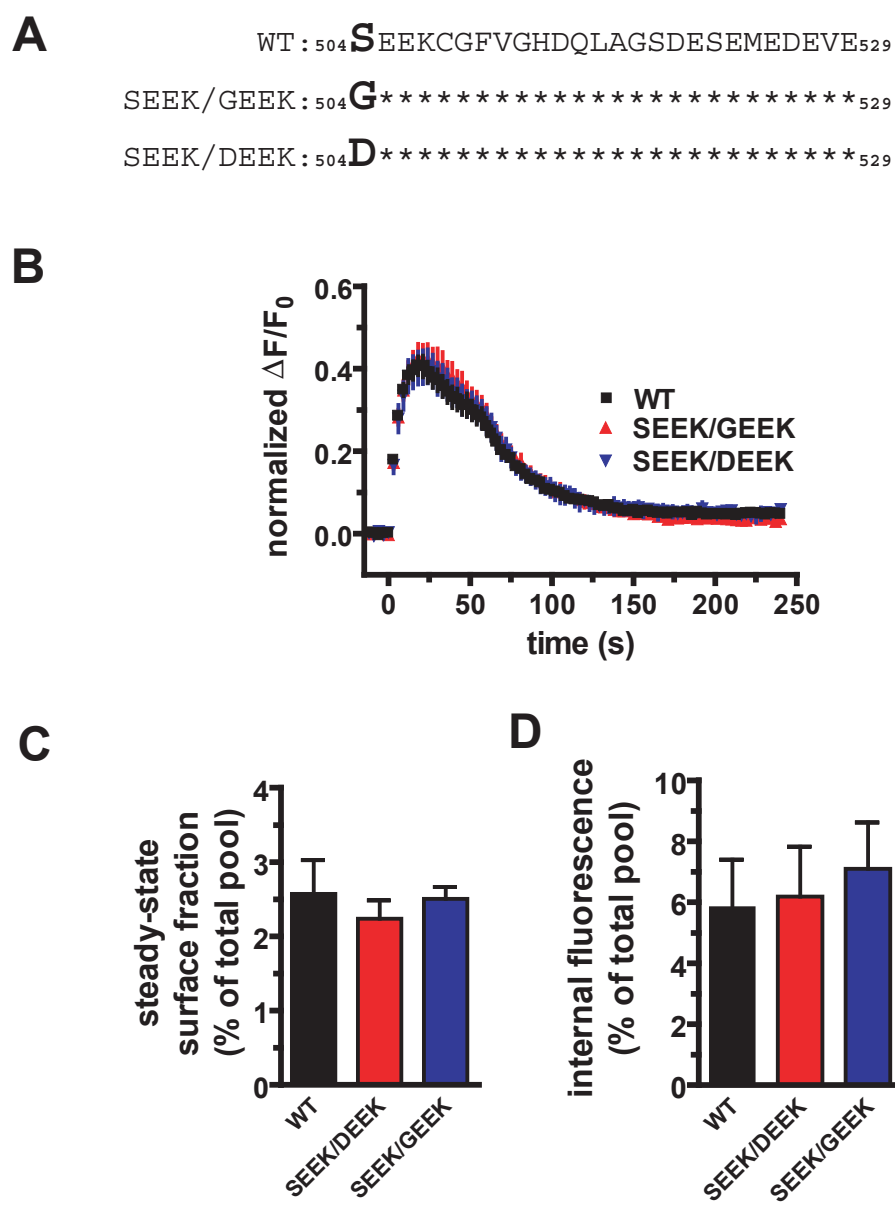 A
WT:504SEEKCGFVGHDQLAGSDESEMEDEVE529
SEEK/GEEK:504G*************************529
SEEK/DEEK:504D*************************529
B
normalized ΔF/F0
0.6
0.4
0.2
0.0
WT
SEEK/GEEK
SEEK/DEEK
0 50 100 150 200 250
time (s)
C
steady-state
surface fraction
(% of total pool)
4
3
2
1
0
WT
SEEK/DEEK
SEEK/GEEK
D
internal fluorescence
(% of total pool)
10
8
6
4
2
0
WT
SEEK/DEEK
SEEK/GEEK